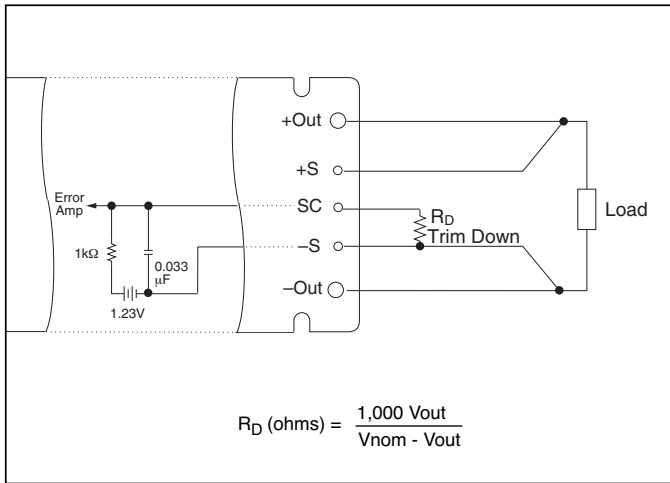 +Out
+S
Error
Amp
SC
RD
Trim Down
Load
1kΩ
0.033
µF
–S
1.23V
–Out
RD (ohms) = 1,000 Vout
Vnom - Vout